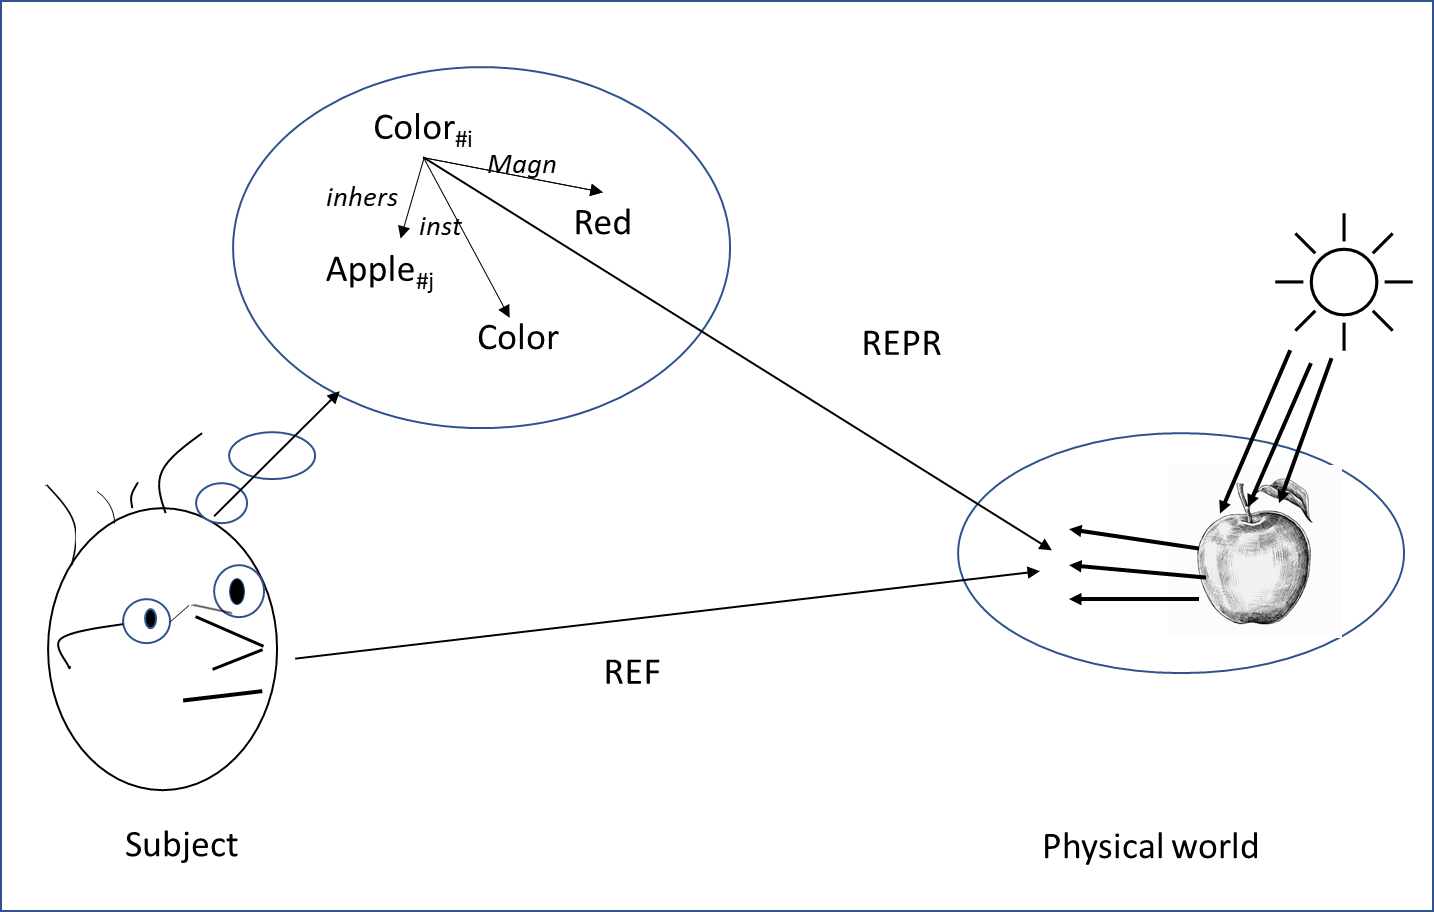 Color#i
Magn
inhers
inst
Red
Apple#j
Color
REPR
REF
Subject
Physical world